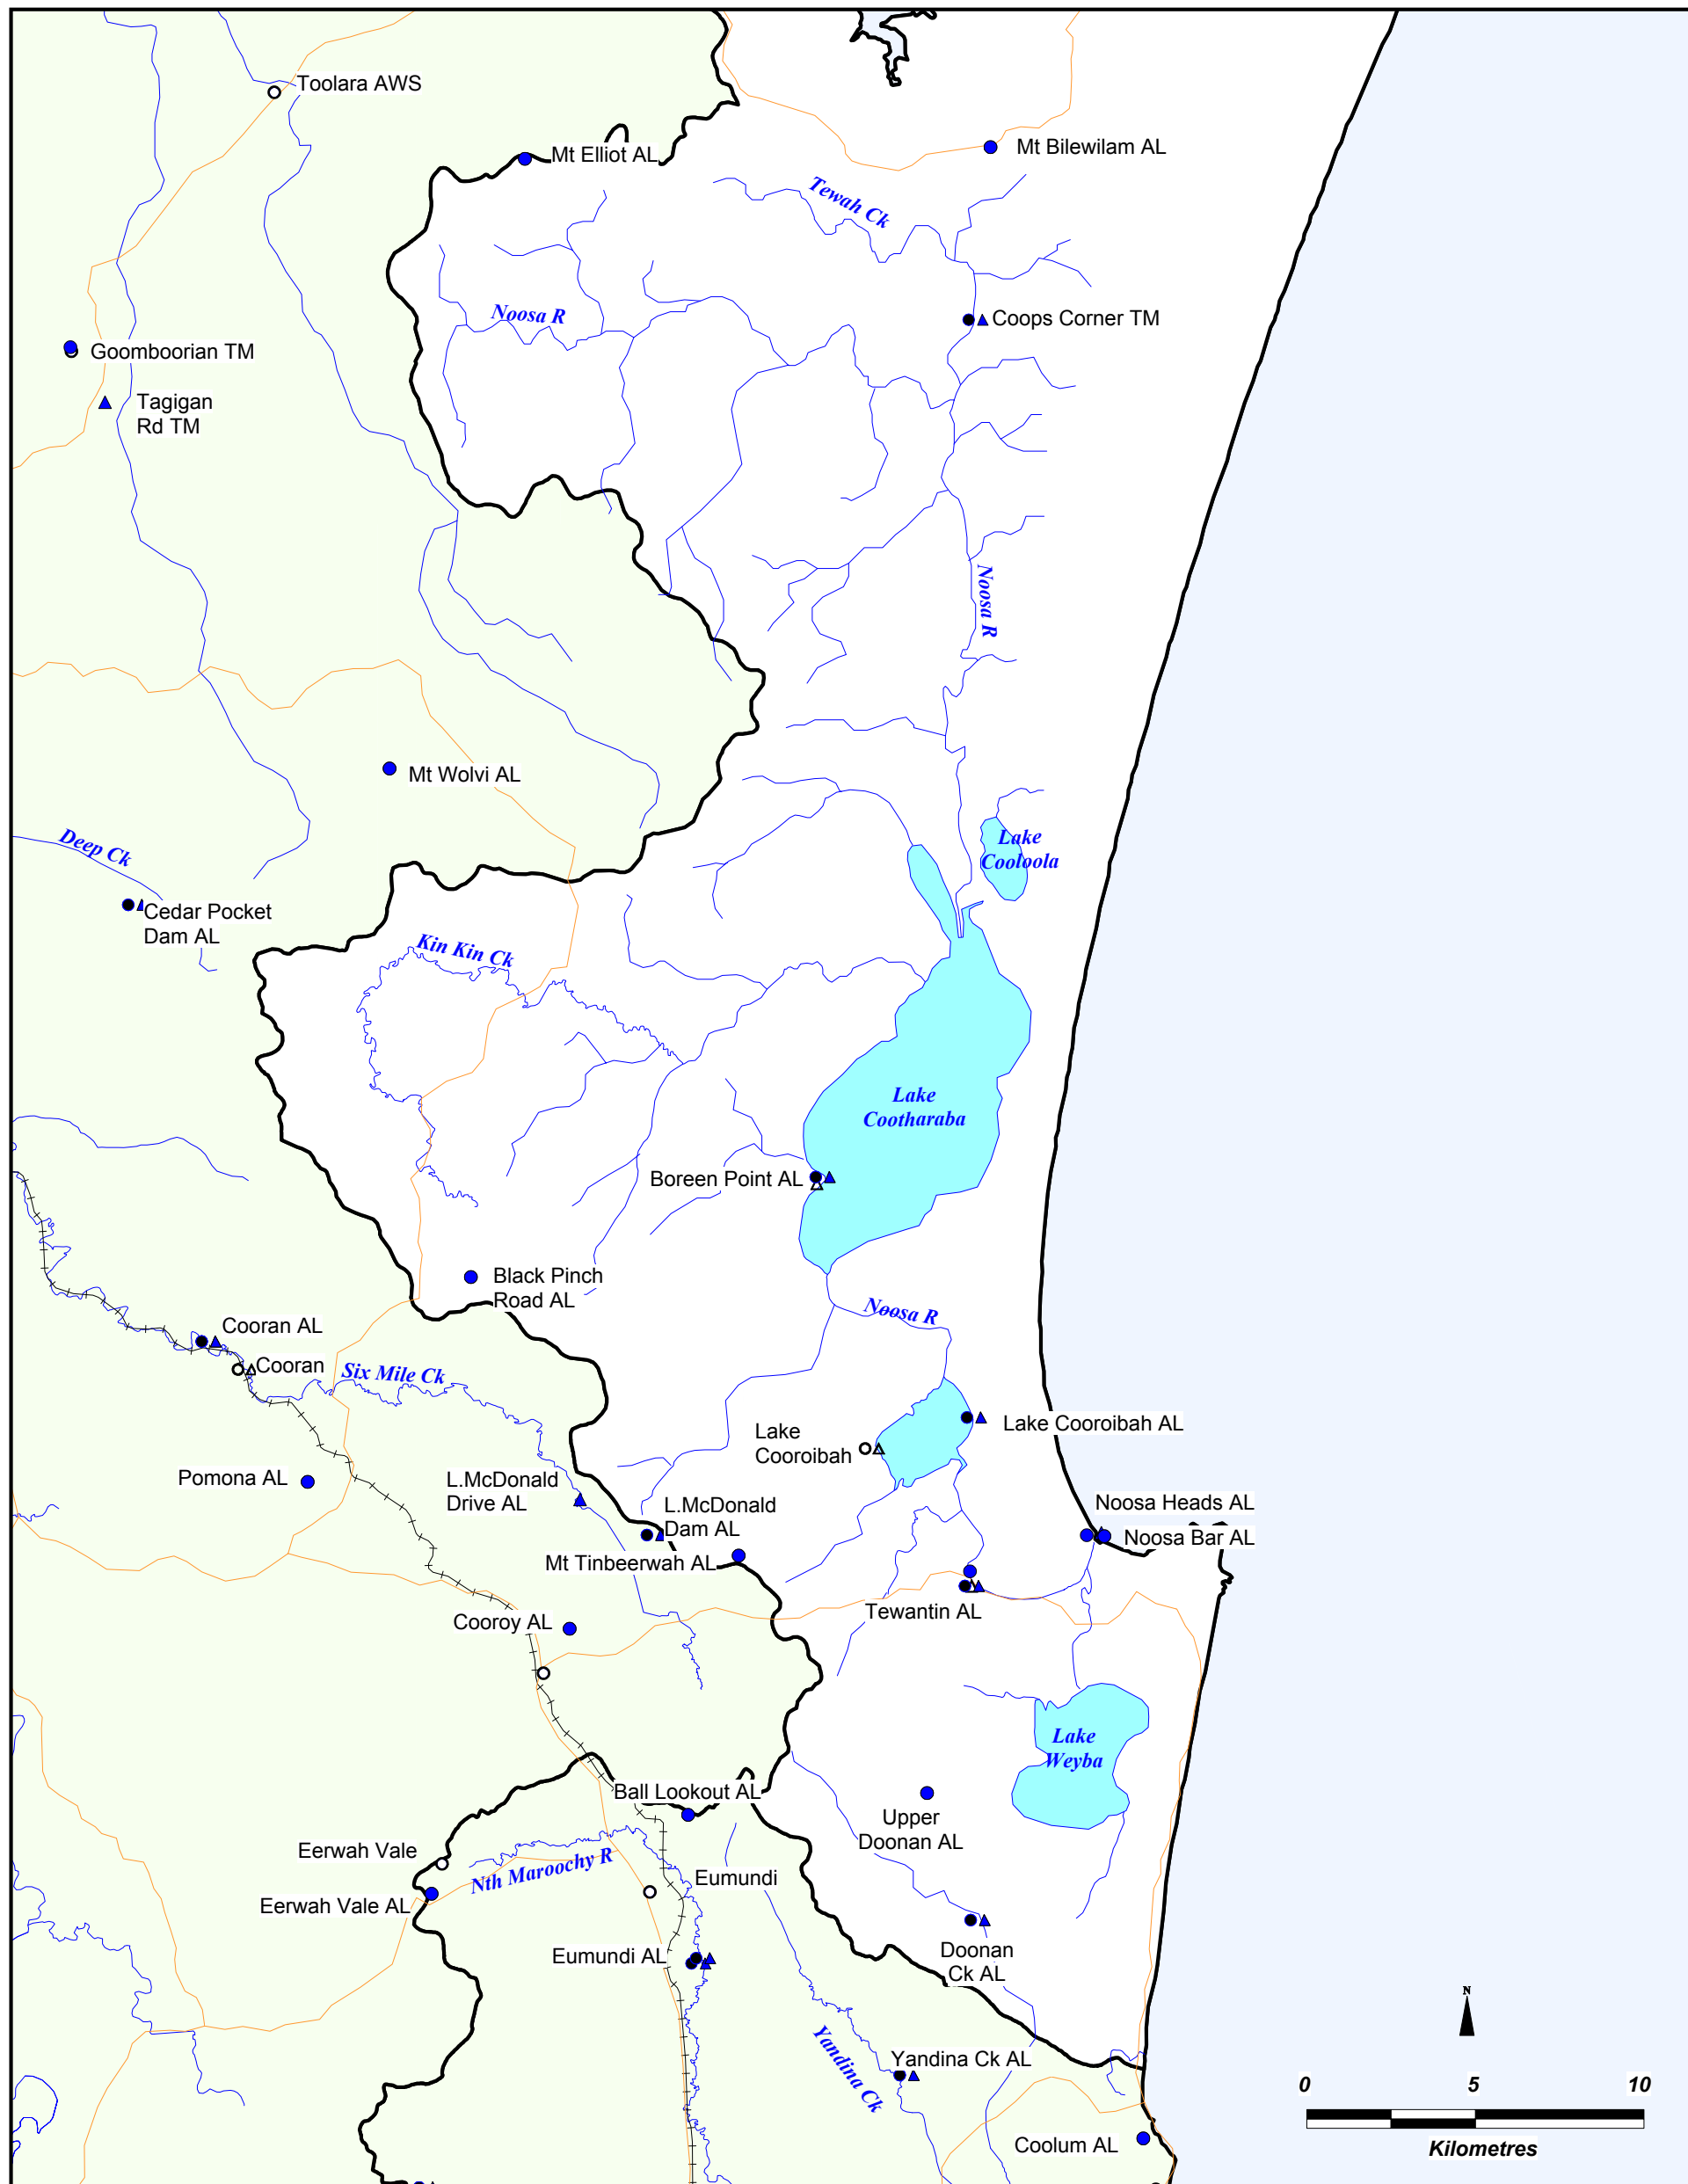 Toolara AWS
Mt Elliot AL
Mt Bilewilam AL
Tewah Ck
Noosa R
Coops Corner TM
Goomboorian TM
Tagigan
Rd TM
Noosa R
Mt Wolvi AL
Deep Ck
Lake
Cooloola
Cedar Pocket
Dam AL
Kin Kin Ck
Lake
Cootharaba
Boreen Point AL
Black Pinch
Road AL
Noosa R
Cooran AL
Cooran
Six Mile Ck
Lake Cooroibah AL
Lake
Cooroibah
Pomona AL
L.McDonald
Drive AL
L.McDonald
Dam AL
Noosa Heads AL
Noosa Bar AL
Mt Tinbeerwah AL
Tewantin AL
Cooroy AL
Lake
Weyba
Ball Lookout AL
Upper
Doonan AL
Eerwah Vale
Nth Maroochy R
Eumundi
Eerwah Vale AL
Eumundi AL
Doonan
Ck AL
N
Yandina Ck
Yandina Ck AL
0 5 10
Kilometres
Coolum AL